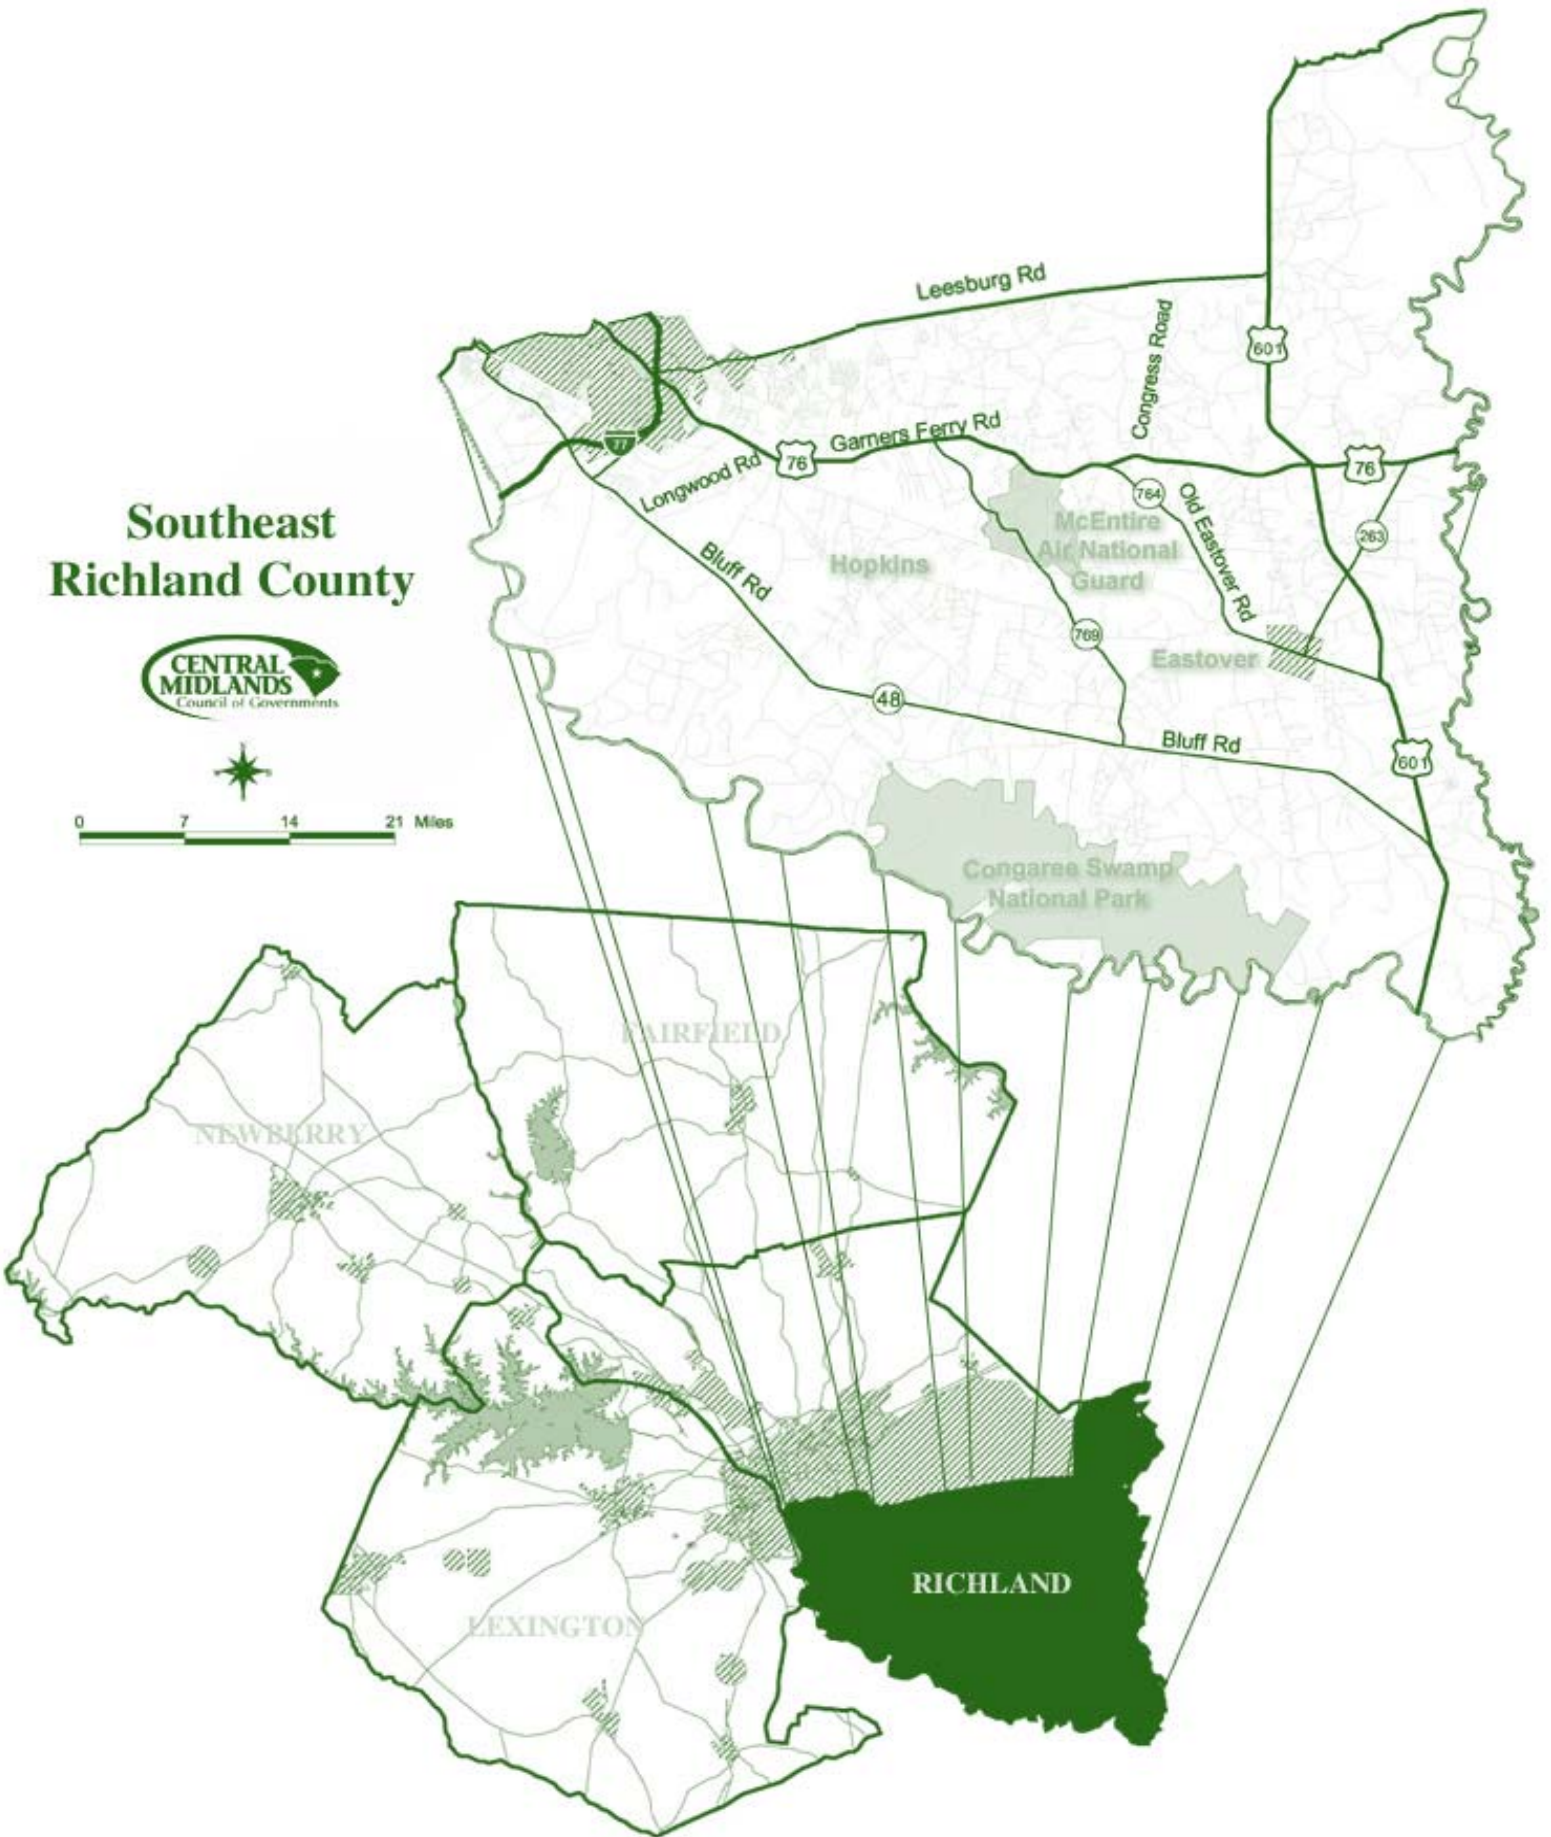 Leesburg Rd
Congress Road
601
77
Garners Ferry Rd
76
Longwood Rd
76
764
Old Eastover Rd
263
McEntire
Air National
Guard
Hopkins
Bluff Rd
769
Eastover
48
Bluff Rd
601
Congaree Swamp
National Park
Southeast
Richland County
CENTRAL
MIDLANDS
Council of Governments
0 7 14 21 Miles
FAIRFIELD
NEWBERRY
RICHLAND
LEXINGTON